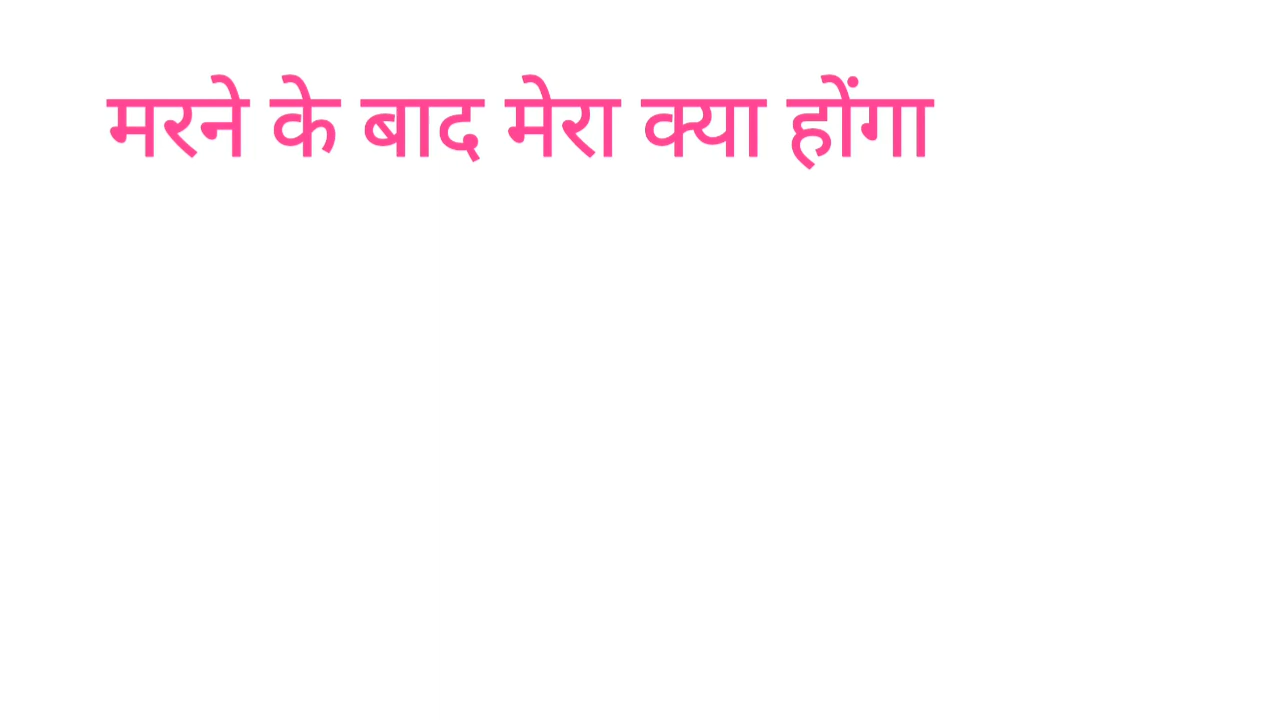 मरने के बाद मेरा क्या होंगा